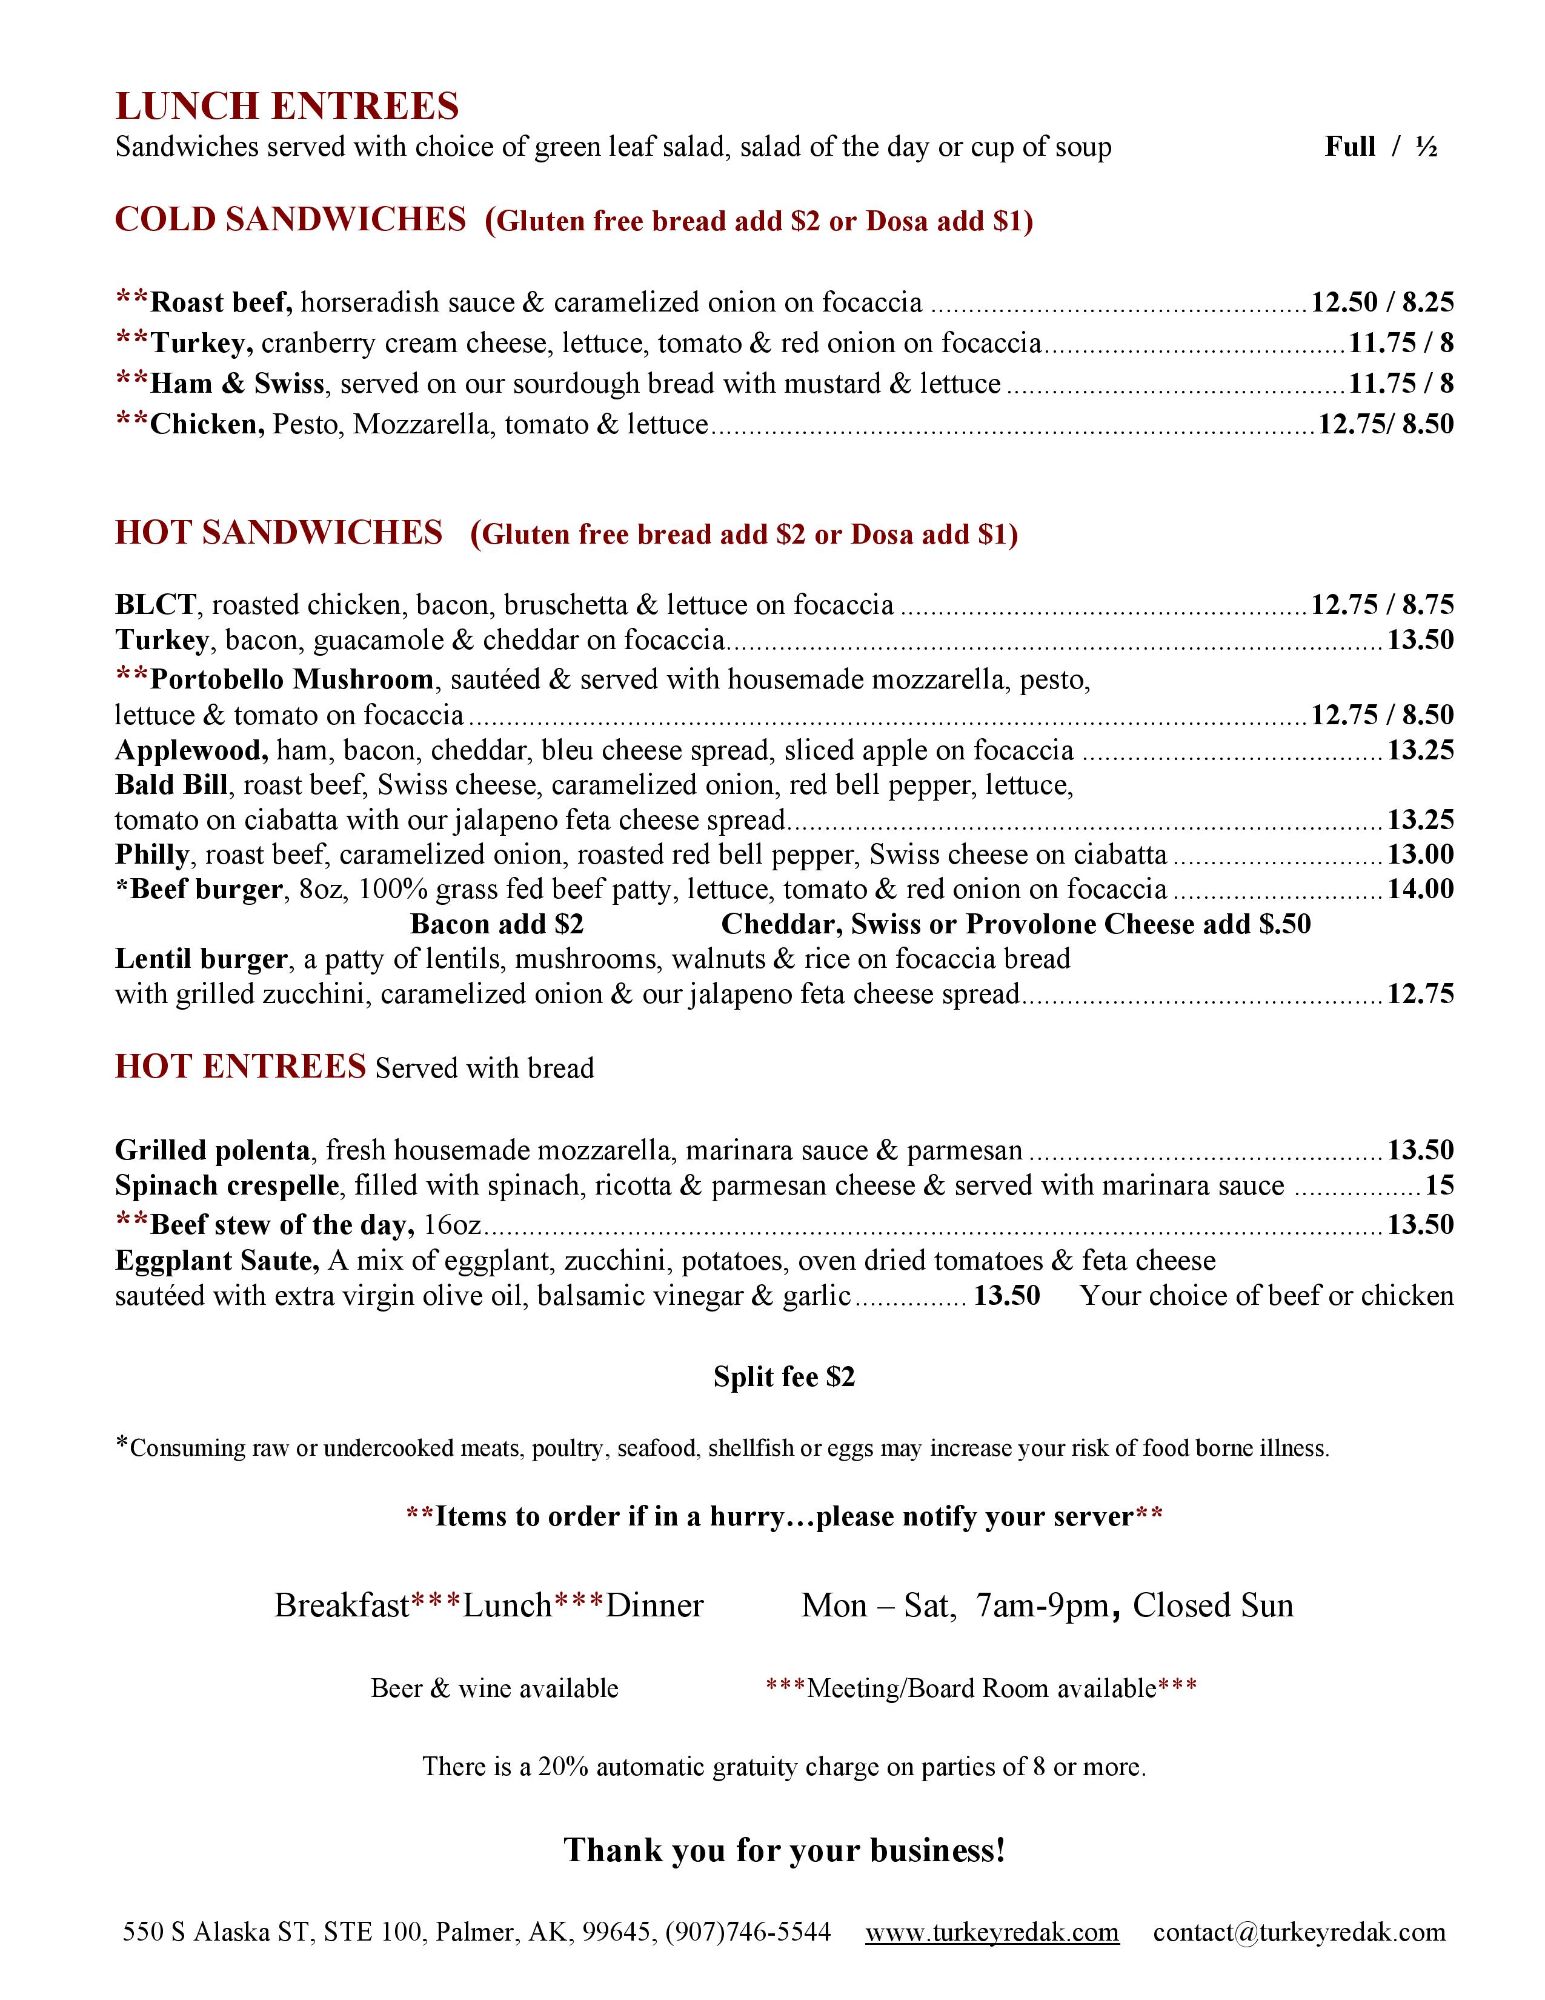 LUNCH ENTREES
Sandwiches served with choice of green leaf salad, salad of the day or cup of soup Full / ½
COLD SANDWICHES (Gluten free bread add $2 or Dosa add $1)
**Roast beef, horseradish sauce & caramelized onion on focaccia ........ 12.50 / 8.25
**Turkey, cranberry cream cheese, lettuce, tomato & red onion on focaccia........ 11.75 / 8
**Ham & Swiss, served on our sourdough bread with mustard & lettuce ........ 11.75 / 8
**Chicken, Pesto, Mozzarella, tomato & lettuce........ 12.75/ 8.50
HOT SANDWICHES (Gluten free bread add $2 or Dosa add $1)
BLCT, roasted chicken, bacon, bruschetta & lettuce on focaccia ........ 12.75 / 8.75
Turkey, bacon, guacamole & cheddar on focaccia........ 13.50
**Portobello Mushroom, sautéed & served with housemade mozzarella, pesto,
lettuce & tomato on focaccia ........ 12.75 / 8.50
Applewood, ham, bacon, cheddar, bleu cheese spread, sliced apple on focaccia ........ 13.25
Bald Bill, roast beef, Swiss cheese, caramelized onion, red bell pepper, lettuce,
tomato on ciabatta with our jalapeno feta cheese spread........ 13.25
Philly, roast beef, caramelized onion, roasted red bell pepper, Swiss cheese on ciabatta ........ 13.00
*Beef burger, 8oz, 100% grass fed beef patty, lettuce, tomato & red onion on focaccia ........ 14.00
Bacon add $2 Cheddar, Swiss or Provolone Cheese add $.50
Lentil burger, a patty of lentils, mushrooms, walnuts & rice on focaccia bread
with grilled zucchini, caramelized onion & our jalapeno feta cheese spread........ 12.75
HOT ENTREES Served with bread
Grilled polenta, fresh housemade mozzarella, marinara sauce & parmesan ........ 13.50
Spinach crespelle, filled with spinach, ricotta & parmesan cheese & served with marinara sauce ........ 15
**Beef stew of the day, 16oz........ 13.50
Eggplant Saute, A mix of eggplant, zucchini, potatoes, oven dried tomatoes & feta cheese
sautéed with extra virgin olive oil, balsamic vinegar & garlic ........ 13.50 Your choice of beef or chicken
Split fee $2
*Consuming raw or undercooked meats, poultry, seafood, shellfish or eggs may increase your risk of food borne illness.
**Items to order if in a hurry…please notify your server**
Breakfast***Lunch***Dinner Mon – Sat, 7am-9pm, Closed Sun
Beer & wine available ***Meeting/Board Room available***
There is a 20% automatic gratuity charge on parties of 8 or more.
Thank you for your business!
550 S Alaska ST, STE 100, Palmer, AK, 99645, (907)746-5544 www.turkeyredak.com contact@turkeyredak.com